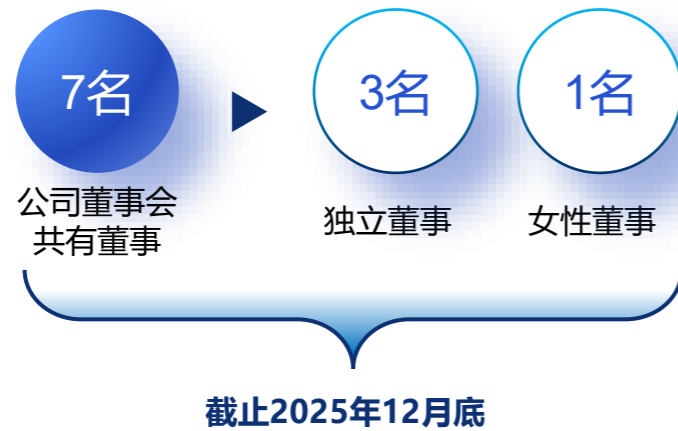 7名
3名
1名
公司董事会
共有董事
独立董事
女性董事
截止2025年12月底